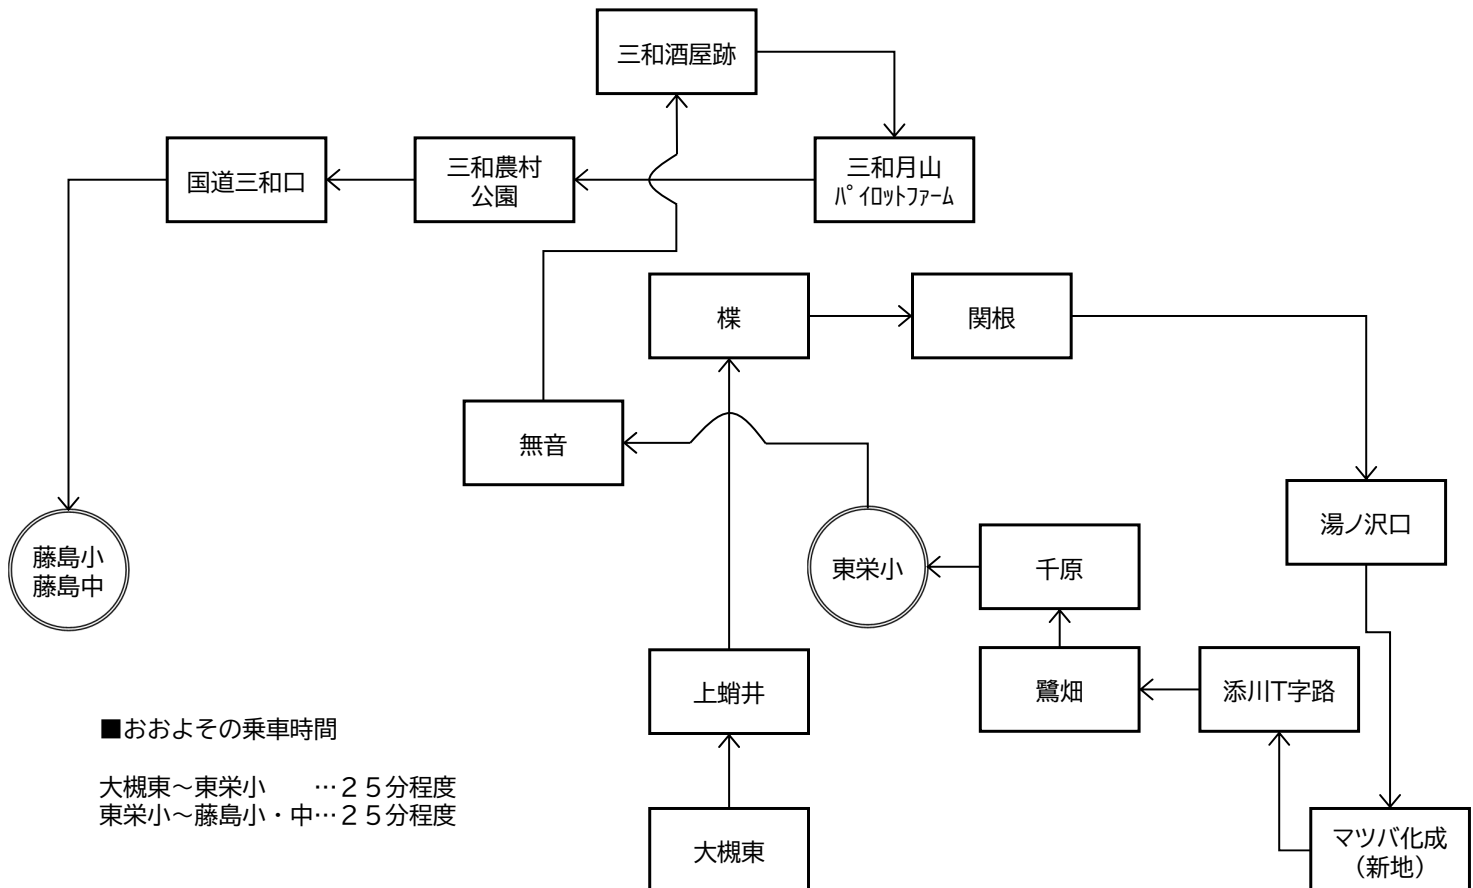 三和酒屋跡
国道三和口
三和農村
公園
三和月山
ﾊﾟｲﾛｯﾄﾌｧｰﾑ
楪
関根
無音
湯ノ沢口
藤島小
藤島中
東栄小
千原
上蛸井
鷺畑
添川T字路
■おおよその乗車時間
大槻東～東栄小　　…２５分程度
東栄小～藤島小・中…２５分程度
大槻東
マツバ化成
（新地）